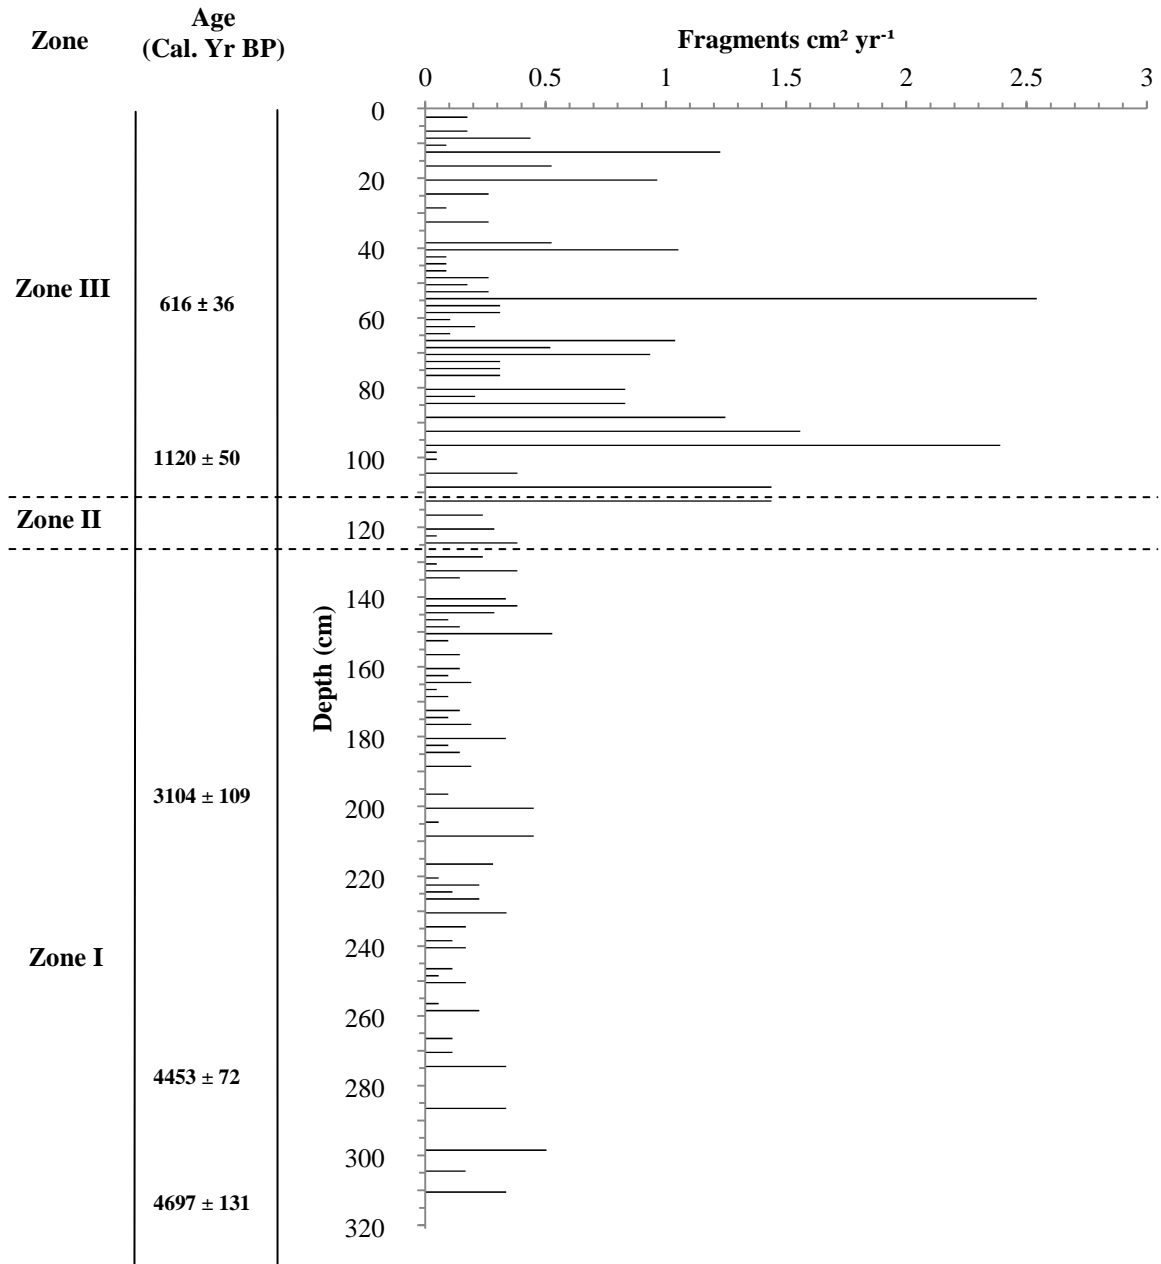 Zone
Age
(Cal. Yr BP)
Fragments cm² yr⁻¹
0 0.5 1 1.5 2 2.5 3
0
20
40
Zone III
616 ± 36
60
80
1120 ± 50
100
Zone II
120
140
Depth (cm)
160
180
3104 ± 109
200
220
Zone I
240
260
4453 ± 72
280
300
4697 ± 131
320